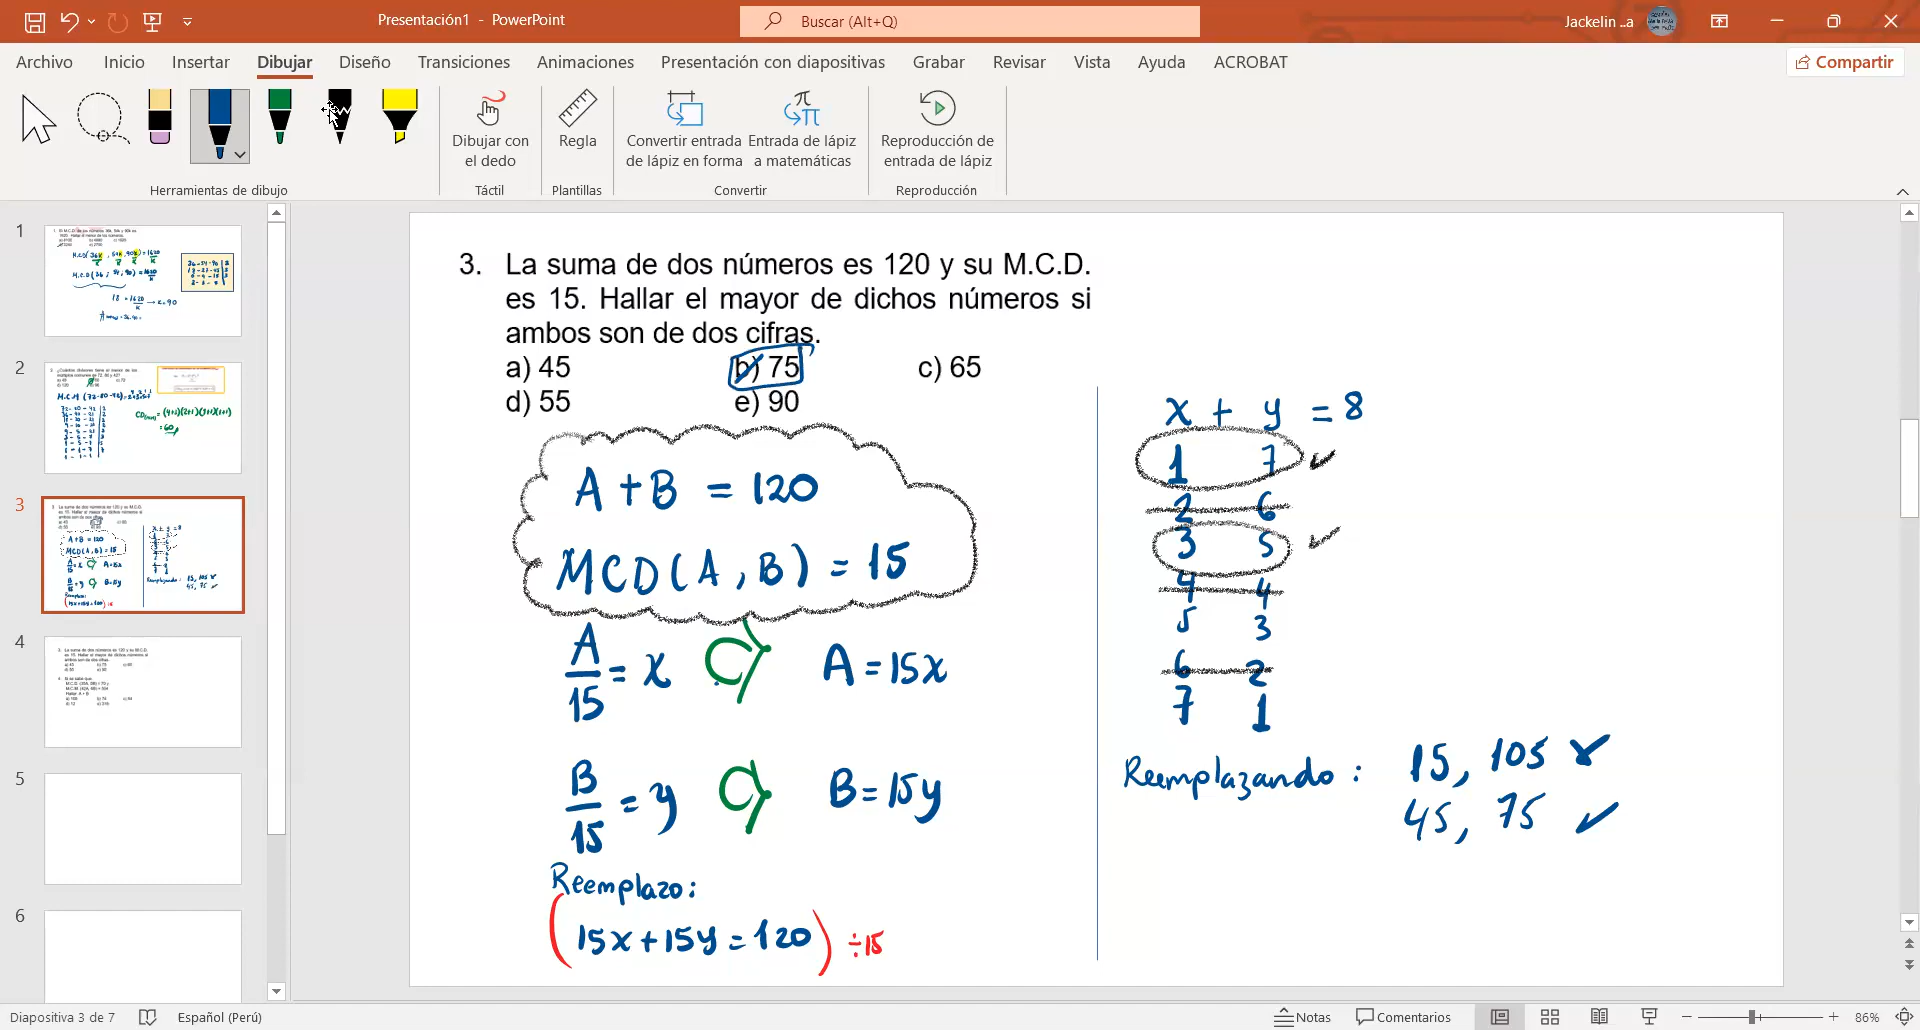 Presentación1 - PowerPoint
Buscar (Alt+Q)
Jackelin ..a
Archivo Inicio Insertar Dibujar Diseño Transiciones Animaciones Presentación con diapositivas Grabar Revisar Vista Ayuda ACROBAT
Compartir
Dibujar con el dedo
Regla
Convertir entrada de lápiz en forma
Entrada de lápiz a matemáticas
Reproducción de entrada de lápiz
Herramientas de dibujo
Táctil
Plantillas
Convertir
Reproducción
1
2
3
4
5
6
3. La suma de dos números es 120 y su M.C.D.
es 15. Hallar el mayor de dichos números si
ambos son de dos cifras.
a) 45 b) 75 c) 65
d) 55 e) 90
A + B = 120
MCD(A, B) = 15
A/15 = x A = 15x
B/15 = y B = 15y
Reemplazo:
(15x + 15y = 120) ÷15
x + y = 8
1 7
2 6
3 5
4 4
5 3
6 2
7 1
Reemplazando: 15, 105
45, 75
Diapositiva 3 de 7
Español (Perú)
Notas
Comentarios
86%